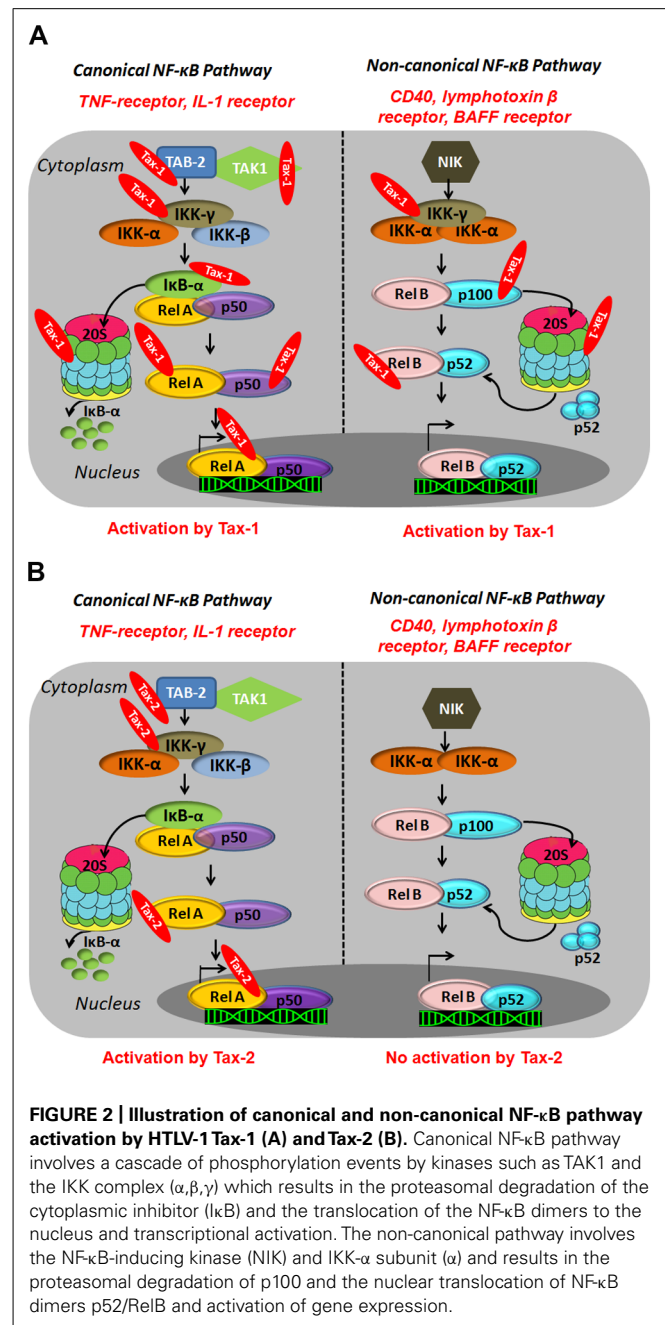 A
Canonical NF-κB Pathway
TNF-receptor, IL-1 receptor
Non-canonical NF-κB Pathway
CD40, lymphotoxin β
receptor, BAFF receptor
Cytoplasm
Tax-1
TAB-2
TAK1
Tax-1
Tax-1
IKK-γ
IKK-α
IKK-β
Tax-1
IκB-α
Rel A
p50
Tax-1
20S
IκB-α
Tax-1
Rel A
p50
Tax-1
Tax-1
Rel A
p50
Nucleus
Activation by Tax-1
NIK
Tax-1
IKK-γ
IKK-α
IKK-α
Rel B
p100
Tax-1
20S
Tax-1
Tax-1
Rel B
p52
p52
Rel B
p52
Activation by Tax-1
B
Canonical NF-κB Pathway
TNF-receptor, IL-1 receptor
Non-canonical NF-κB Pathway
CD40, lymphotoxin β
receptor, BAFF receptor
Cytoplasm
Tax-2
TAB-2
TAK1
Tax-2
IKK-γ
IKK-α
IKK-β
IκB-α
Rel A
p50
20S
IκB-α
Tax-2
Rel A
p50
Tax-2
Rel A
p50
Nucleus
Activation by Tax-2
NIK
IKK-α
IKK-α
Rel B
p100
20S
Rel B
p52
p52
Rel B
p52
No activation by Tax-2
FIGURE 2 | Illustration of canonical and non-canonical NF-κB pathway
activation by HTLV-1 Tax-1 (A) and Tax-2 (B). Canonical NF-κB pathway
involves a cascade of phosphorylation events by kinases such as TAK1 and
the IKK complex (α,β,γ) which results in the proteasomal degradation of the
cytoplasmic inhibitor (IκB) and the translocation of the NF-κB dimers to the
nucleus and transcriptional activation. The non-canonical pathway involves
the NF-κB-inducing kinase (NIK) and IKK-α subunit (α) and results in the
proteasomal degradation of p100 and the nuclear translocation of NF-κB
dimers p52/RelB and activation of gene expression.